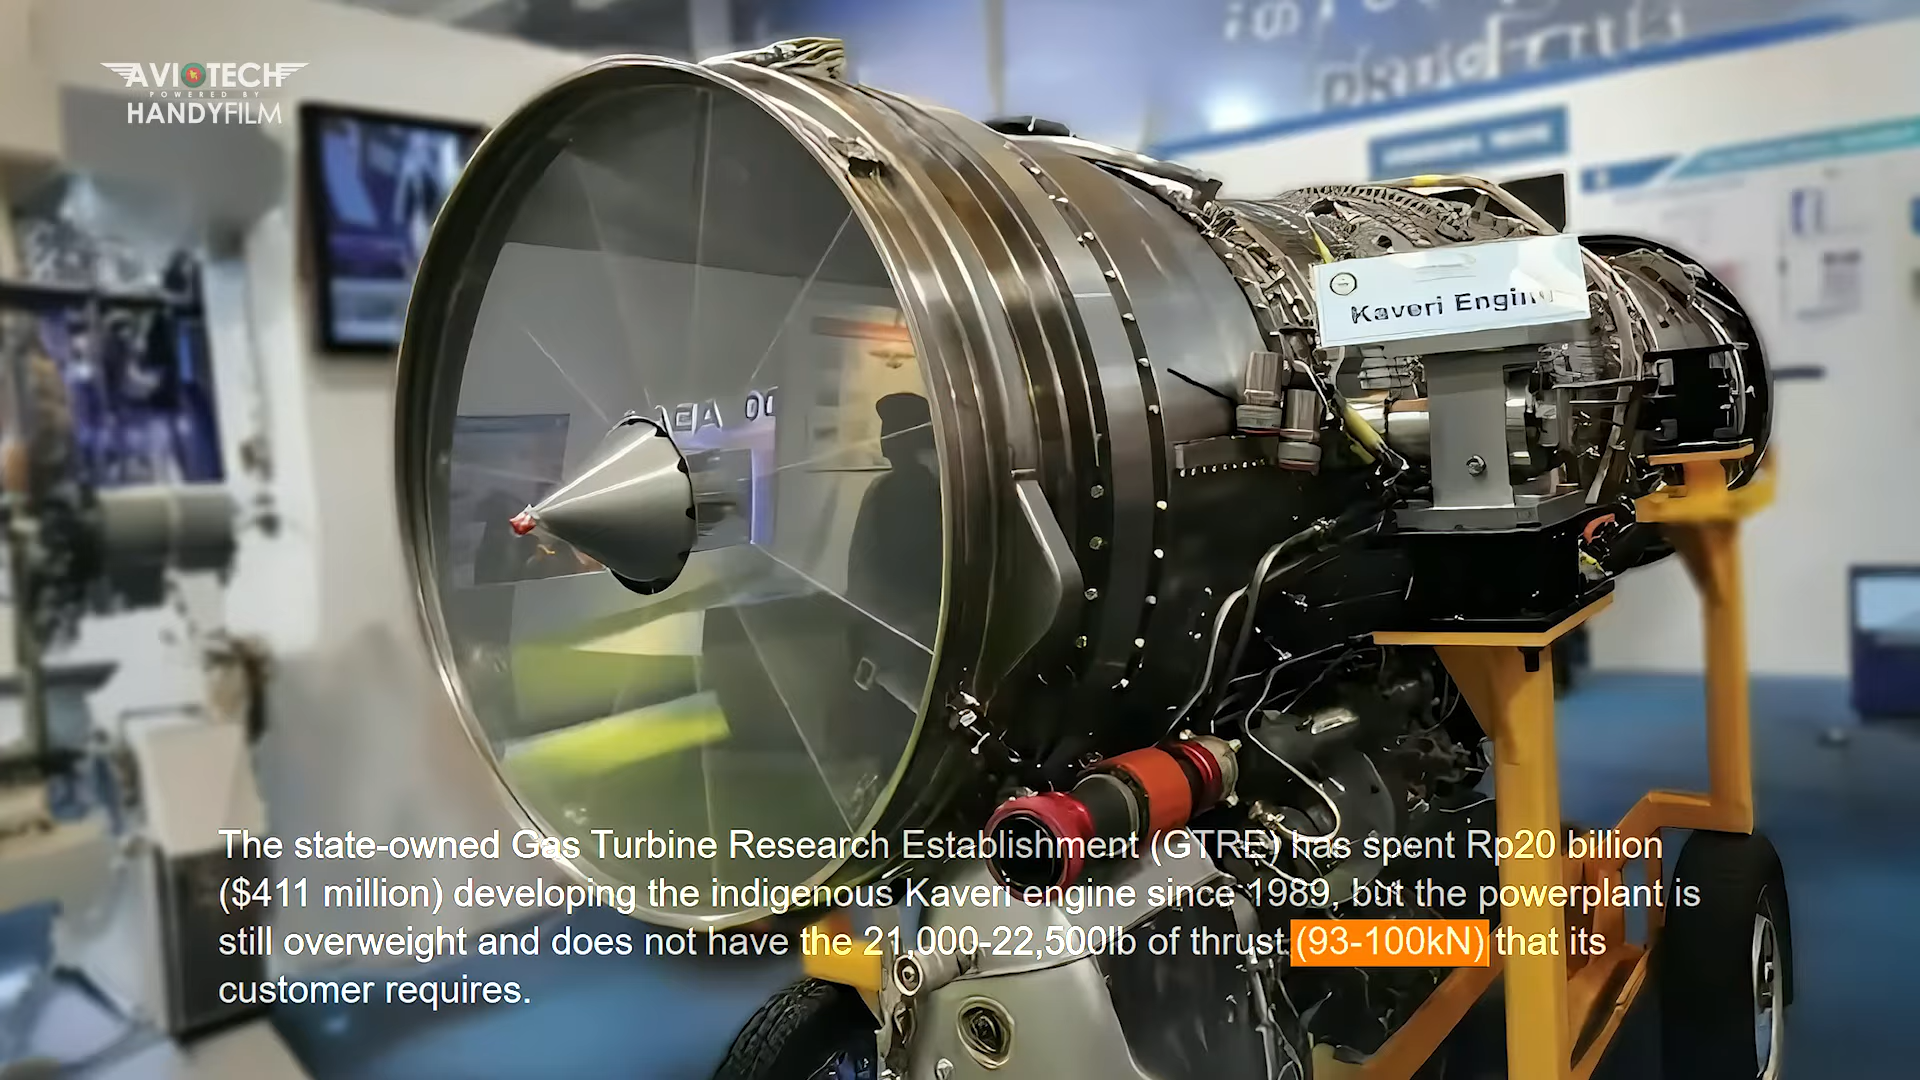 AVIOTECH
POWERED BY
HANDYFILM
Kaveri Engine
The state-owned Gas Turbine Research Establishment (GTRE) has spent Rp20 billion
($411 million) developing the indigenous Kaveri engine since 1989, but the powerplant is
still overweight and does not have the 21,000-22,500lb of thrust (93-100kN) that its
customer requires.